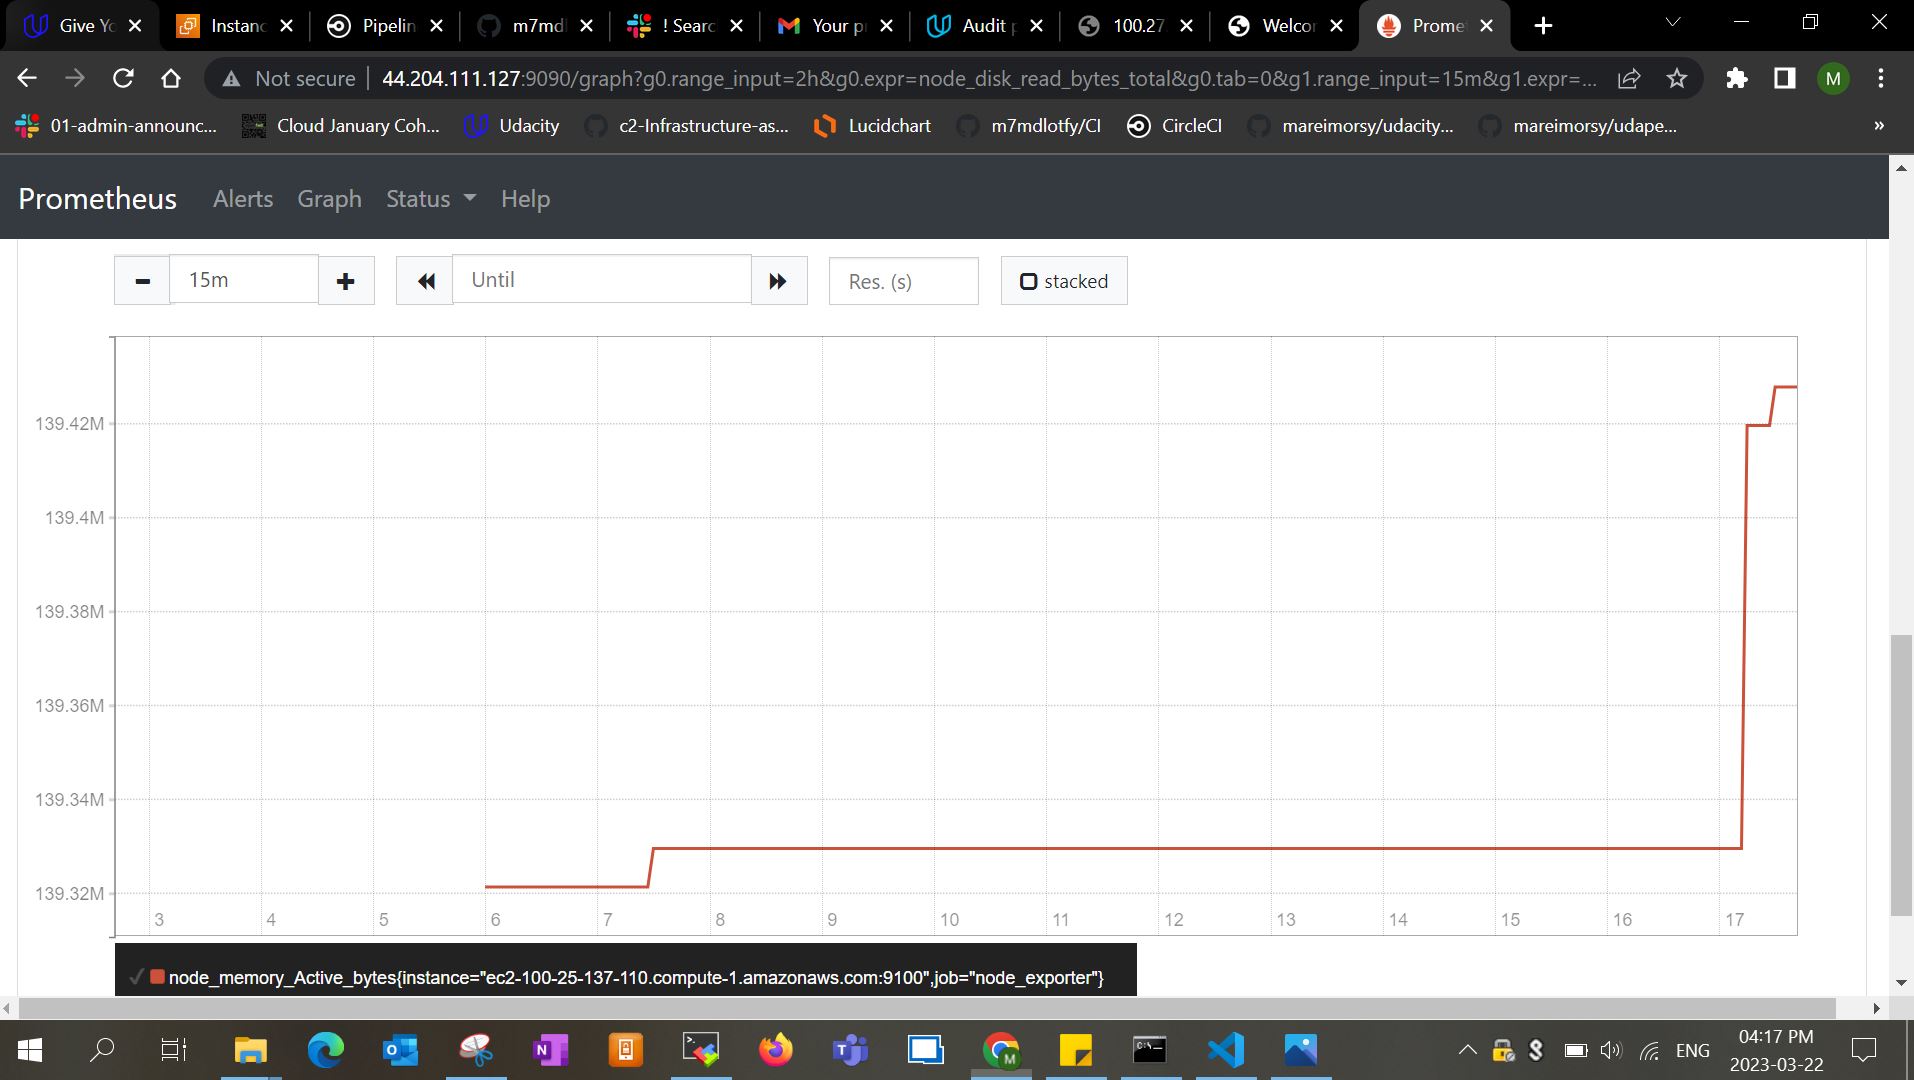 Give Yo
Instanc
Pipelin
m7mdl
! Searc
Your p
Audit p
100.27
Welcor
Promet
Not secure
44.204.111.127:9090/graph?g0.range_input=2h&g0.expr=node_disk_read_bytes_total&g0.tab=0&g1.range_input=15m&g1.expr=...
M
01-admin-announc...
Cloud January Coh...
Udacity
c2-Infrastructure-as...
Lucidchart
m7mdlotfy/CI
CircleCI
mareimorsy/udacity...
mareimorsy/udape...
»
Prometheus
Alerts
Graph
Status
Help
15m
Until
Res. (s)
stacked
139.42M
139.4M
139.38M
139.36M
139.34M
139.32M
3 4 5 6 7 8 9 10 11 12 13 14 15 16 17
node_memory_Active_bytes{instance="ec2-100-25-137-110.compute-1.amazonaws.com:9100",job="node_exporter"}
ENG
04:17 PM
2023-03-22